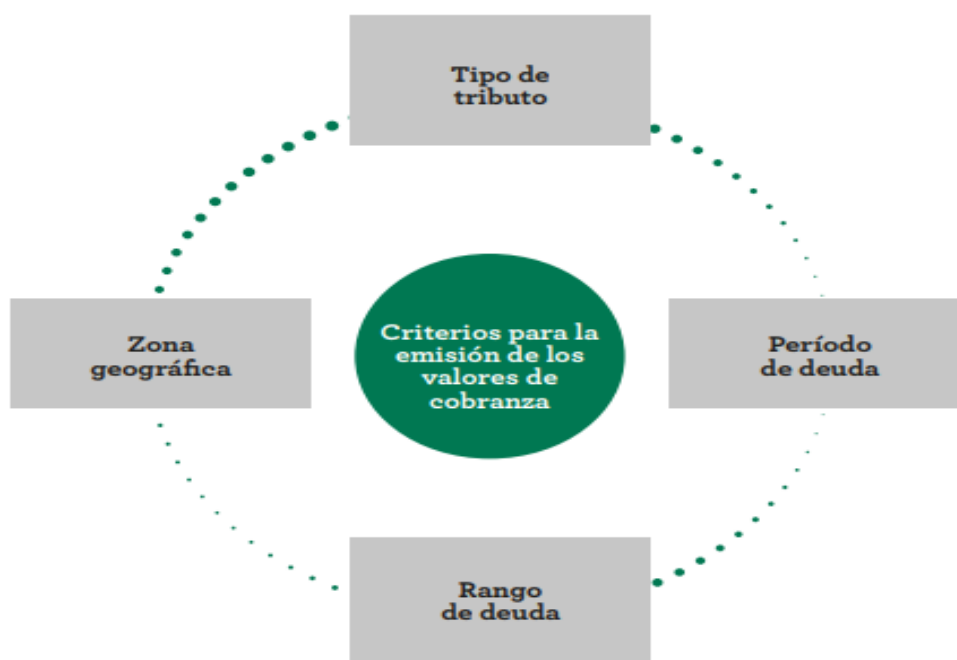 Tipo de
tributo
Zona
geográfica
Criterios para la
emisión de los
valores de
cobranza
Período
de deuda
Rango
de deuda